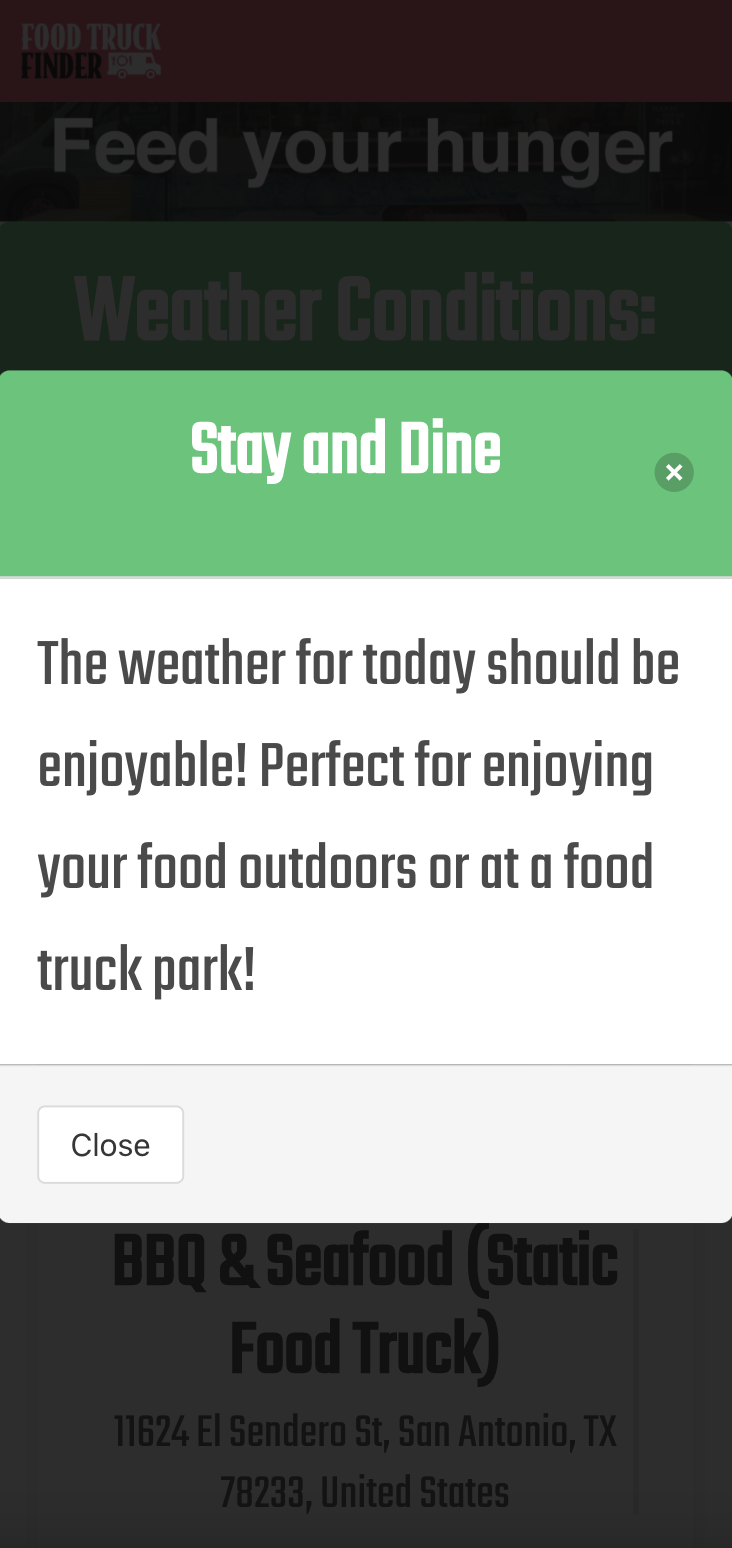 FOOD TRUCK
FINDER
Feed your hunger
Weather Conditions:
Stay and Dine
The weather for today should be
enjoyable! Perfect for enjoying
your food outdoors or at a food
truck park!
Close
BBQ & Seafood (Static
Food Truck)
11624 El Sendero St, San Antonio, TX
78233, United States